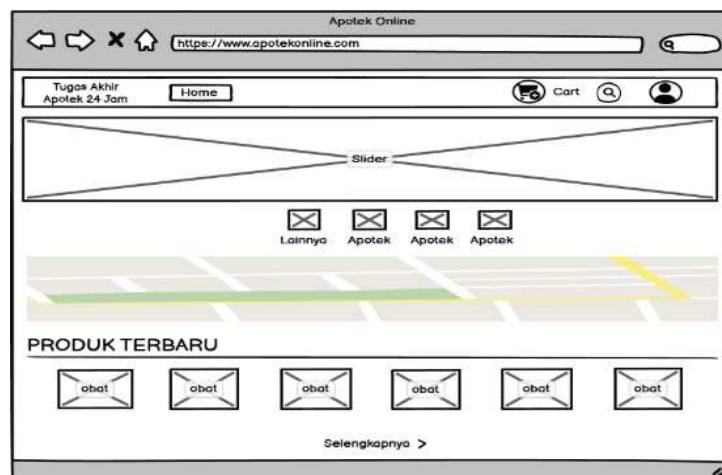 Apotek Online
https://www.apotekonline.com
Tugas Akhir
Apotek 24 Jam
Home
Cart
Slider
Lainnya Apotek Apotek Apotek
PRODUK TERBARU
obat obat obat obat obat obat
Selengkapnya >